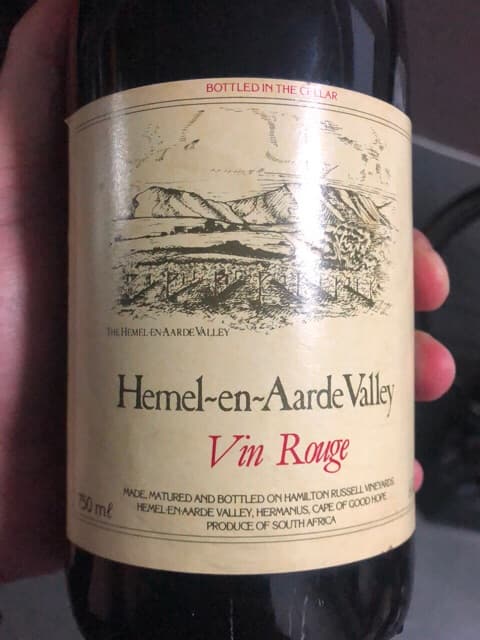 BOTTLED IN THE CELLAR
THE HEMEL-EN-AARDE VALLEY
Hemel~en~Aarde Valley
Vin Rouge
MADE, MATURED AND BOTTLED ON HAMILTON RUSSELL VINEYARDS
HEMEL-EN-AARDE VALLEY, HERMANUS, CAPE OF GOOD HOPE
PRODUCE OF SOUTH AFRICA
750 ml